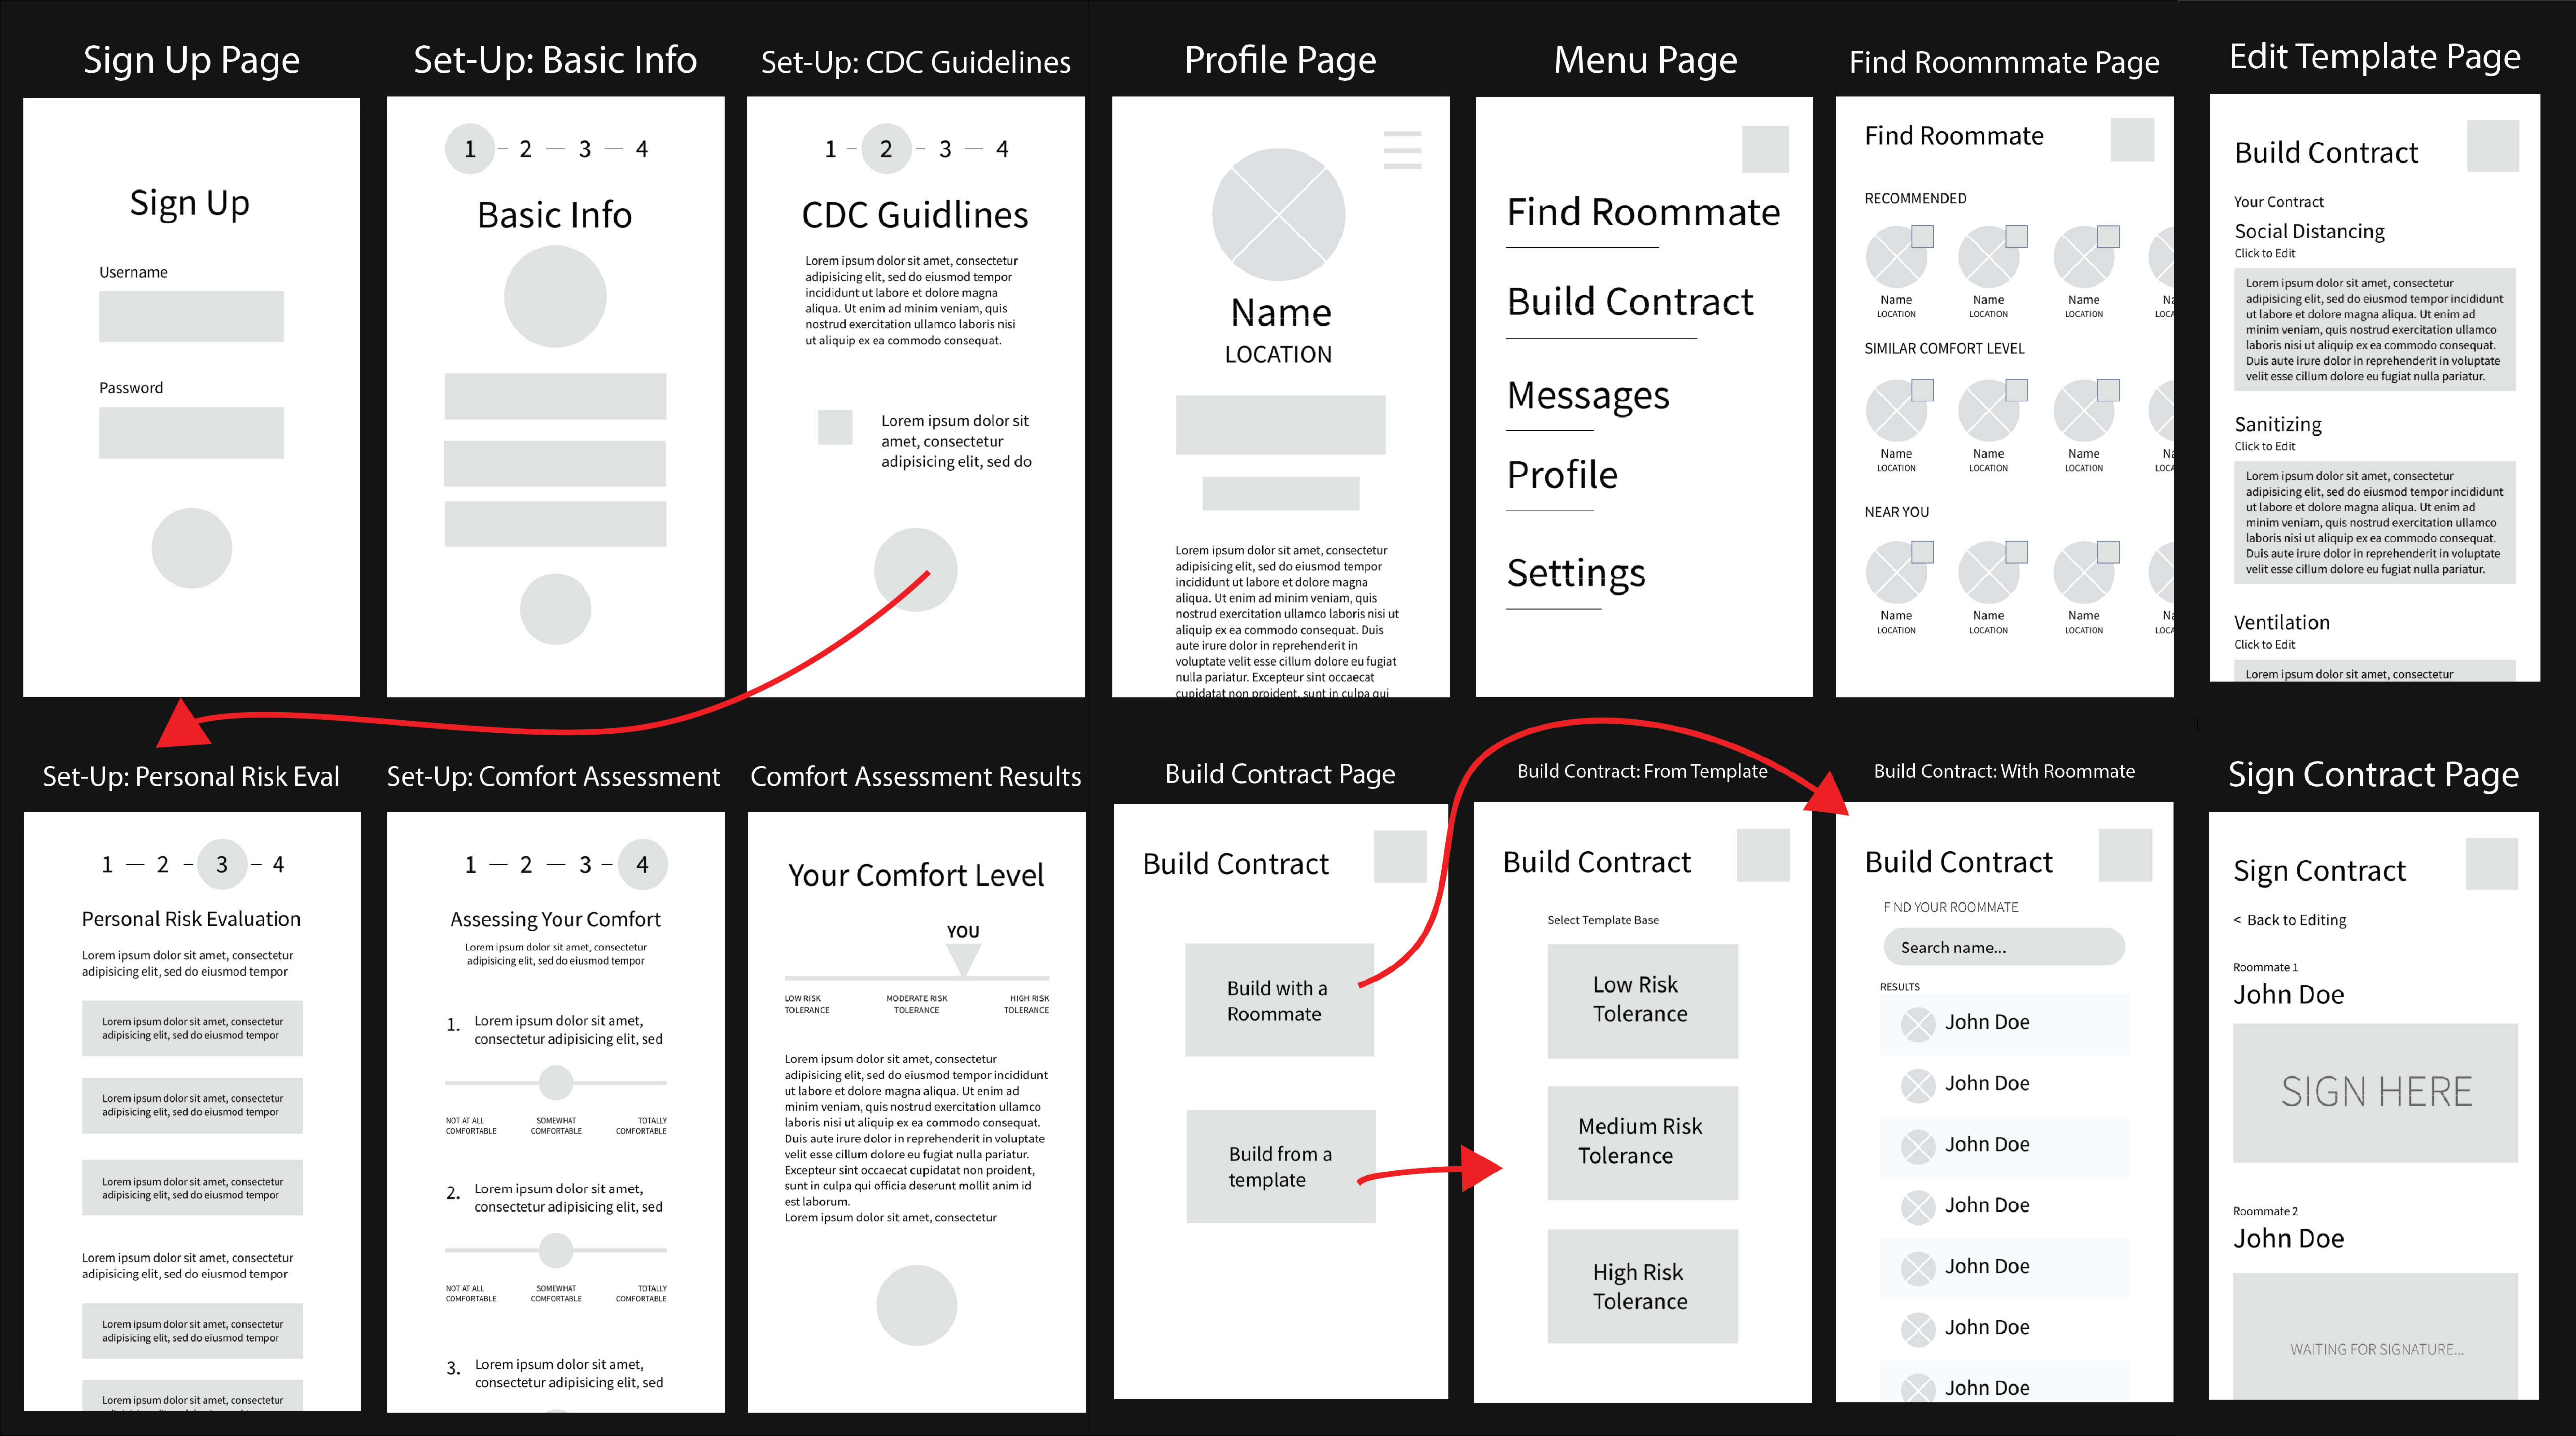 Sign Up Page
Sign Up
Username
Password
Set-Up: Basic Info
1 — 2 — 3 — 4
Basic Info
Set-Up: CDC Guidelines
1 — 2 — 3 — 4
CDC Guidlines
Lorem ipsum dolor sit amet, consectetur
adipisicing elit, sed do eiusmod tempor
incididunt ut labore et dolore magna
aliqua. Ut enim ad minim veniam, quis
nostrud exercitation ullamco laboris nisi
ut aliquip ex ea commodo consequat.
Lorem ipsum dolor sit
amet, consectetur
adipisicing elit, sed do
Profile Page
Name
LOCATION
Lorem ipsum dolor sit amet, consectetur
adipisicing elit, sed do eiusmod tempor
incididunt ut labore et dolore magna
aliqua. Ut enim ad minim veniam, quis
nostrud exercitation ullamco laboris nisi ut
aliquip ex ea commodo consequat. Duis
aute irure dolor in reprehenderit in
voluptate velit esse cillum dolore eu fugiat
nulla pariatur. Excepteur sint occaecat
cupidatat non proident, sunt in culpa qui
Menu Page
Find Roommate
Build Contract
Messages
Profile
Settings
Find Roommmate Page
Find Roommate
RECOMMENDED
Name Name Name Na
LOCATION LOCATION LOCATION LOCA
SIMILAR COMFORT LEVEL
Name Name Name Na
LOCATION LOCATION LOCATION LOCA
NEAR YOU
Name Name Name Na
LOCATION LOCATION LOCATION LOCA
Edit Template Page
Build Contract
Your Contract
Social Distancing
Click to Edit
Lorem ipsum dolor sit amet, consectetur
adipisicing elit, sed do eiusmod tempor incididunt
ut labore et dolore magna aliqua. Ut enim ad
minim veniam, quis nostrud exercitation ullamco
laboris nisi ut aliquip ex ea commodo consequat.
Duis aute irure dolor in reprehenderit in voluptate
velit esse cillum dolore eu fugiat nulla pariatur.
Sanitizing
Click to Edit
Lorem ipsum dolor sit amet, consectetur
adipisicing elit, sed do eiusmod tempor incididunt
ut labore et dolore magna aliqua. Ut enim ad
minim veniam, quis nostrud exercitation ullamco
laboris nisi ut aliquip ex ea commodo consequat.
Duis aute irure dolor in reprehenderit in voluptate
velit esse cillum dolore eu fugiat nulla pariatur.
Ventilation
Click to Edit
Lorem ipsum dolor sit amet, consectetur
Set-Up: Personal Risk Eval
1 — 2 — 3 — 4
Personal Risk Evaluation
Lorem ipsum dolor sit amet, consectetur
adipisicing elit, sed do eiusmod tempor
Lorem ipsum dolor sit amet, consectetur
adipisicing elit, sed do eiusmod tempor
Lorem ipsum dolor sit amet, consectetur
adipisicing elit, sed do eiusmod tempor
Lorem ipsum dolor sit amet, consectetur
adipisicing elit, sed do eiusmod tempor
Lorem ipsum dolor sit amet, consectetur
adipisicing elit, sed do eiusmod tempor
Lorem ipsum dolor sit amet, consectetur
adipisicing elit, sed do eiusmod tempor
Lorem ipsum dolor sit amet, consectetur
Set-Up: Comfort Assessment
1 — 2 — 3 — 4
Assessing Your Comfort
Lorem ipsum dolor sit amet, consectetur
adipisicing elit, sed do eiusmod tempor
1. Lorem ipsum dolor sit amet,
consectetur adipisicing elit, sed
NOT AT ALL SOMEWHAT TOTALLY
COMFORTABLE COMFORTABLE COMFORTABLE
2. Lorem ipsum dolor sit amet,
consectetur adipisicing elit, sed
NOT AT ALL SOMEWHAT TOTALLY
COMFORTABLE COMFORTABLE COMFORTABLE
3. Lorem ipsum dolor sit amet,
consectetur adipisicing elit, sed
Comfort Assessment Results
Your Comfort Level
YOU
LOW RISK MODERATE RISK HIGH RISK
TOLERANCE TOLERANCE TOLERANCE
Lorem ipsum dolor sit amet, consectetur
adipisicing elit, sed do eiusmod tempor incididunt
ut labore et dolore magna aliqua. Ut enim ad
minim veniam, quis nostrud exercitation ullamco
laboris nisi ut aliquip ex ea commodo consequat.
Duis aute irure dolor in reprehenderit in voluptate
velit esse cillum dolore eu fugiat nulla pariatur.
Excepteur sint occaecat cupidatat non proident,
sunt in culpa qui officia deserunt mollit anim id
est laborum.
Lorem ipsum dolor sit amet, consectetur
Build Contract Page
Build Contract
Build with a
Roommate
Build from a
template
Build Contract: From Template
Build Contract
Select Template Base
Low Risk
Tolerance
Medium Risk
Tolerance
High Risk
Tolerance
Build Contract: With Roommate
Build Contract
FIND YOUR ROOMMATE
Search name...
RESULTS
John Doe
John Doe
John Doe
John Doe
John Doe
John Doe
John Doe
Sign Contract Page
Sign Contract
< Back to Editing
Roommate 1
John Doe
SIGN HERE
Roommate 2
John Doe
WAITING FOR SIGNATURE...